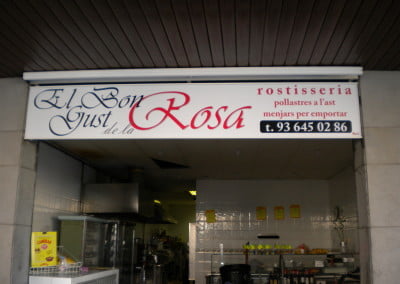 El Bon
Gust
de la
Rosa
rostisseria
pollastres a l'ast
menjars per emportar
t. 93 645 02 86